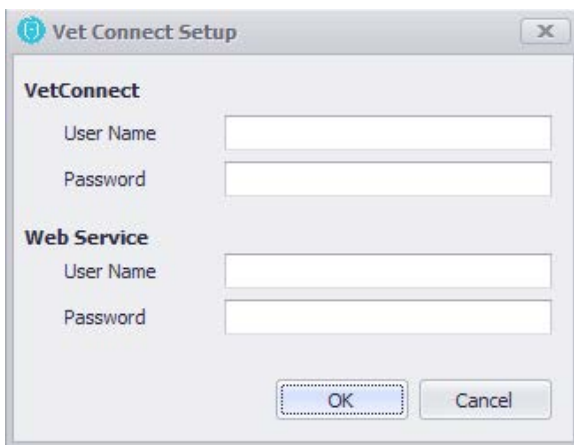 Vet Connect Setup
VetConnect
User Name
Password
Web Service
User Name
Password
OK
Cancel